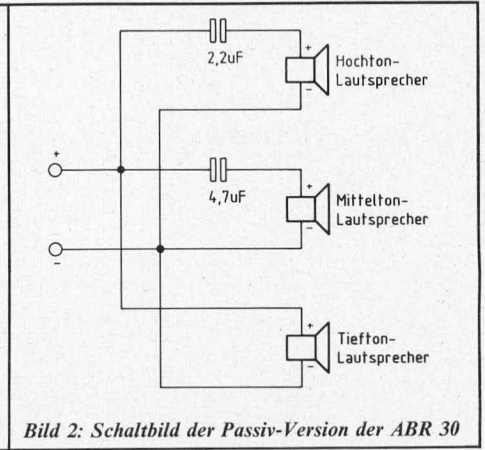 +
2,2uF
Hochton-
Lautsprecher
-
+
4,7uF
+
Mittelton-
Lautsprecher
-
-
+
Tiefton-
Lautsprecher
-
Bild 2: Schaltbild der Passiv-Version der ABR 30